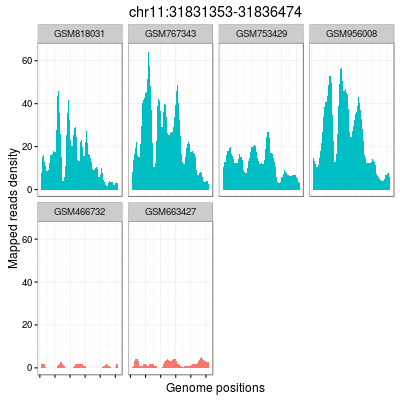 chr11:31831353-31836474
GSM818031 GSM767343 GSM753429 GSM956008
60
40
20
0
GSM466732 GSM663427
60
40
20
0
Mapped reads density
Genome positions